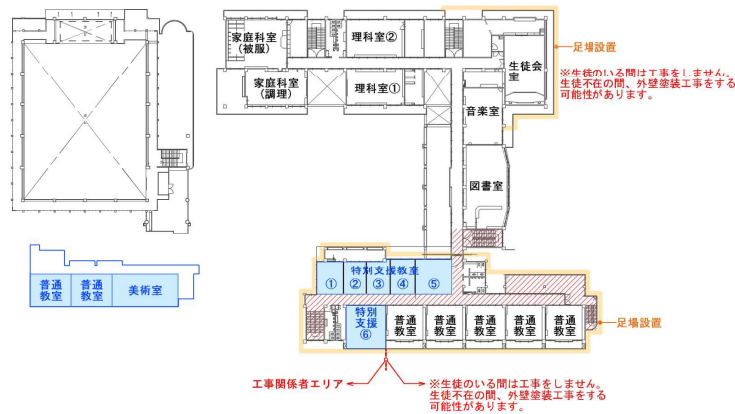 家庭科室
(被服)
理科室②
生徒会
室
足場設置
※生徒のいる間は工事をしません。
生徒不在の間、外壁塗装工事をする
可能性があります。
家庭科室
(調理)
理科室①
音楽室
図書室
普通
教室
普通
教室
美術室
特別支援教室
①
②
③
④
⑤
特別
支援
⑥
普通
教室
普通
教室
普通
教室
普通
教室
普通
教室
足場設置
工事関係者エリア
※生徒のいる間は工事をしません。
生徒不在の間、外壁塗装工事をする
可能性があります。